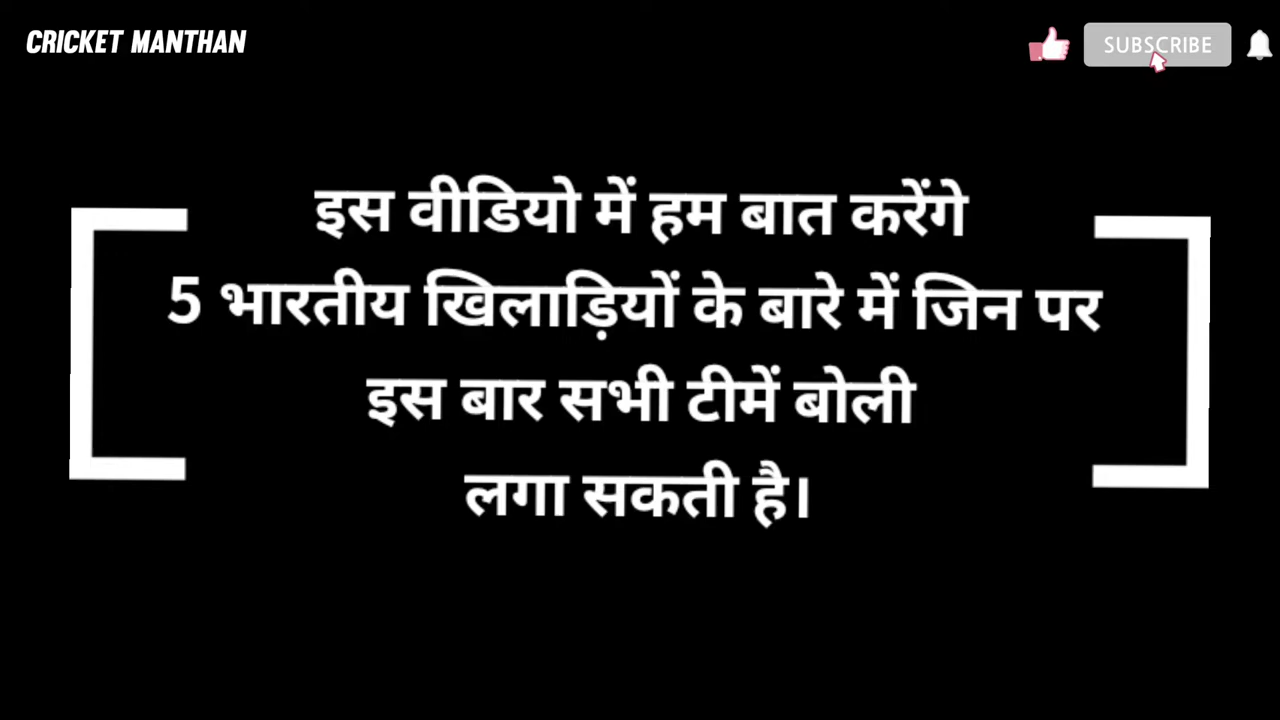 CRICKET MANTHAN
SUBSCRIBE
इस वीडियो में हम बात करेंगे
5 भारतीय खिलाड़ियों के बारे में जिन पर
इस बार सभी टीमें बोली
लगा सकती है।